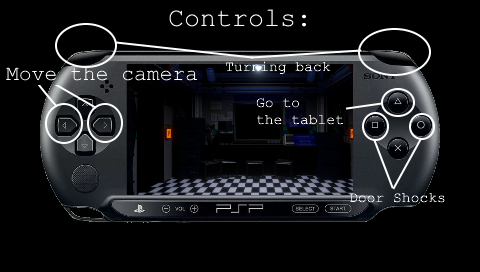 Controls:
Move the camera
Turning back
SONY
Go to
the tablet
Door Shocks
VOL
PSP
SELECT
START